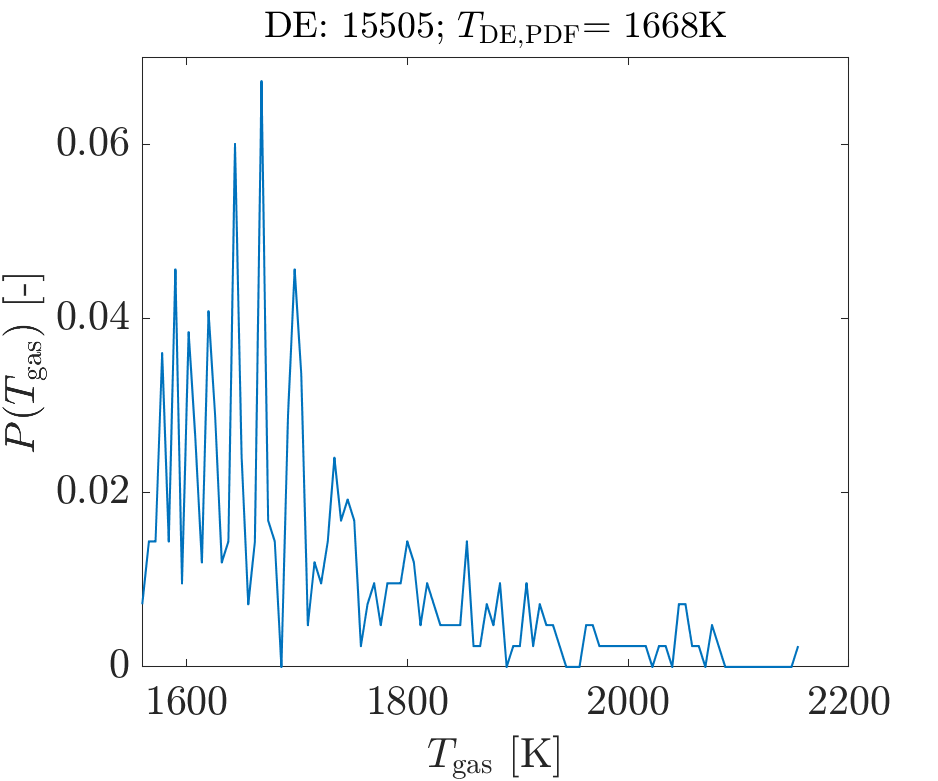 DE: 15505; T_DE,PDF= 1668K
0.06
0.04
0.02
0
P(T_gas) [-]
1600 1800 2000 2200
T_gas [K]